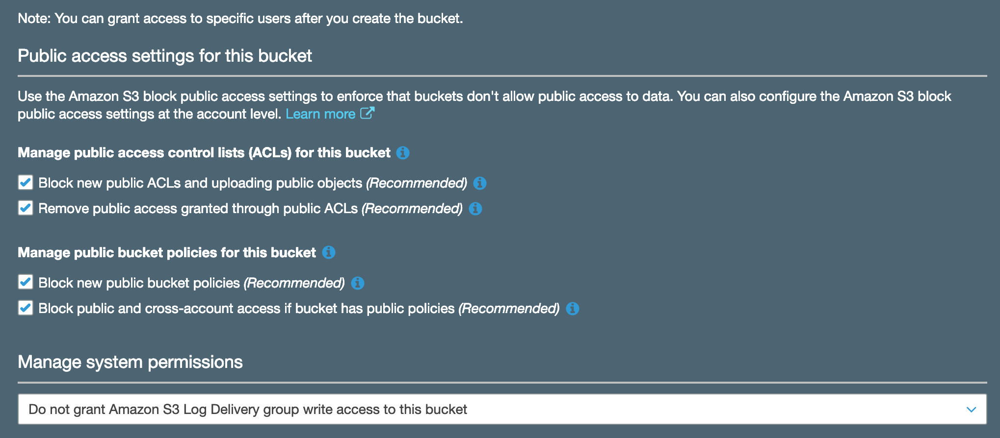 Note: You can grant access to specific users after you create the bucket.
Public access settings for this bucket
Use the Amazon S3 block public access settings to enforce that buckets don't allow public access to data. You can also configure the Amazon S3 block
public access settings at the account level. Learn more
Manage public access control lists (ACLs) for this bucket
Block new public ACLs and uploading public objects (Recommended)
Remove public access granted through public ACLs (Recommended)
Manage public bucket policies for this bucket
Block new public bucket policies (Recommended)
Block public and cross-account access if bucket has public policies (Recommended)
Manage system permissions
Do not grant Amazon S3 Log Delivery group write access to this bucket